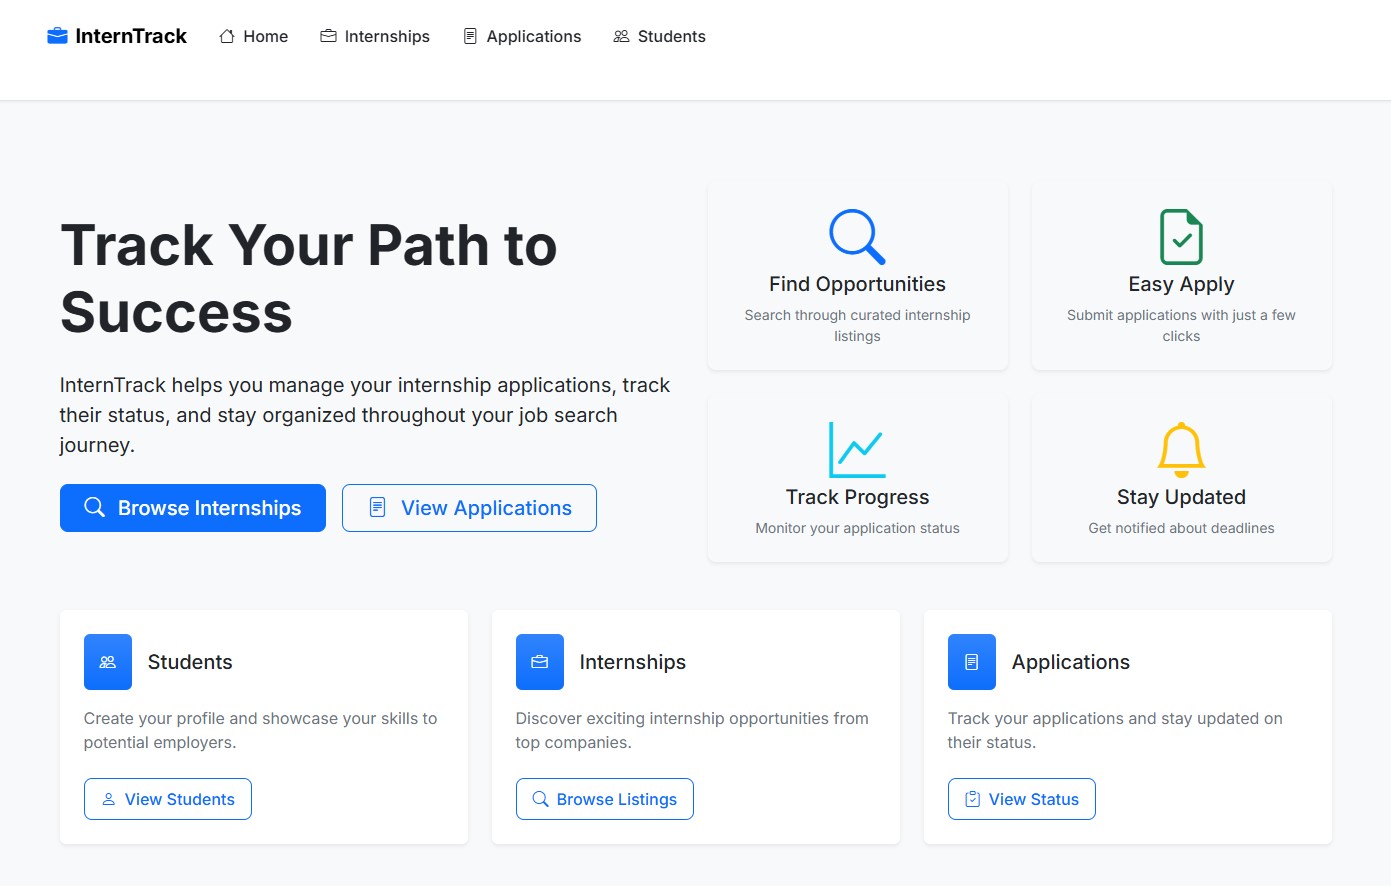 InternTrack
Home
Internships
Applications
Students
Track Your Path to
Success
InternTrack helps you manage your internship applications, track
their status, and stay organized throughout your job search
journey.
Browse Internships
View Applications
Find Opportunities
Search through curated internship
listings
Easy Apply
Submit applications with just a few
clicks
Track Progress
Monitor your application status
Stay Updated
Get notified about deadlines
Students
Create your profile and showcase your skills to
potential employers.
View Students
Internships
Discover exciting internship opportunities from
top companies.
Browse Listings
Applications
Track your applications and stay updated on
their status.
View Status